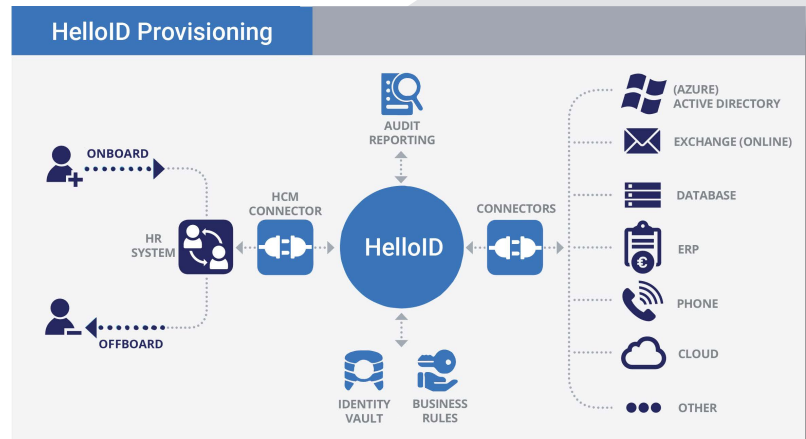 HelloID Provisioning
AUDIT
REPORTING
ONBOARD
HR
SYSTEM
OFFBOARD
HCM
CONNECTOR
HelloID
CONNECTORS
IDENTITY
VAULT
BUSINESS
RULES
(AZURE)
ACTIVE DIRECTORY
EXCHANGE (ONLINE)
DATABASE
€
ERP
PHONE
CLOUD
OTHER